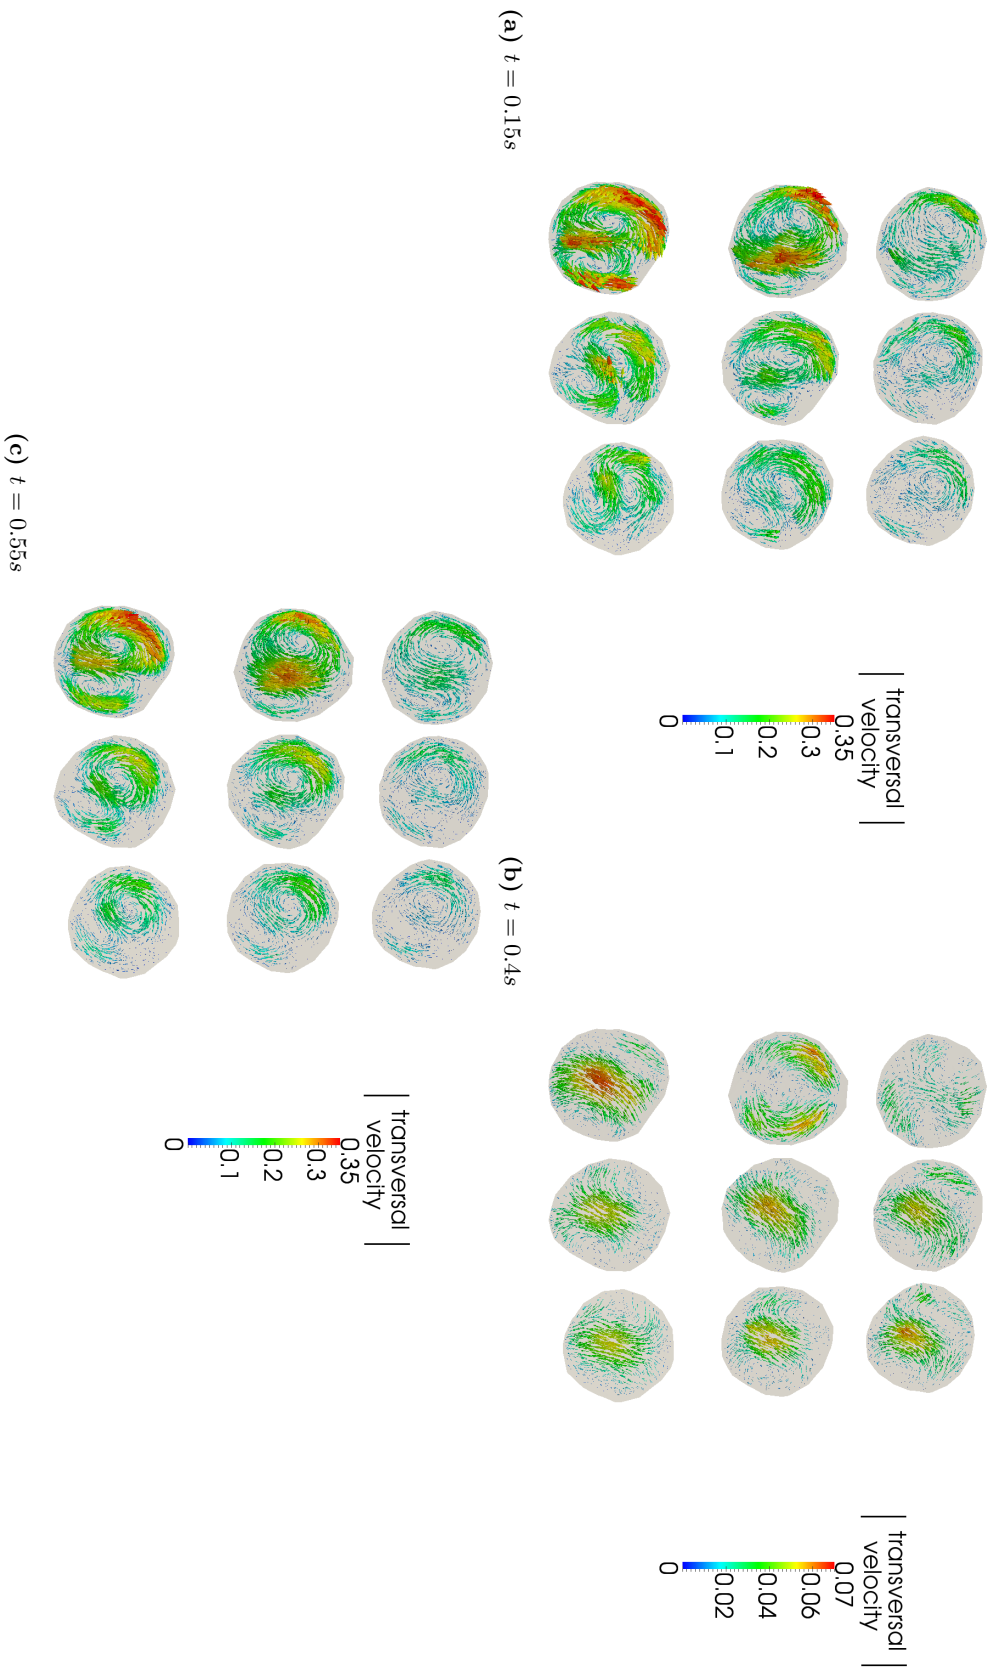 | transversal |
| velocity |
0.35
0.3
0.2
0.1
0
(a) t = 0.15s
| transversal |
| velocity |
0.07
0.06
0.04
0.02
0
(b) t = 0.4s
| transversal |
| velocity |
0.35
0.3
0.2
0.1
0
(c) t = 0.55s